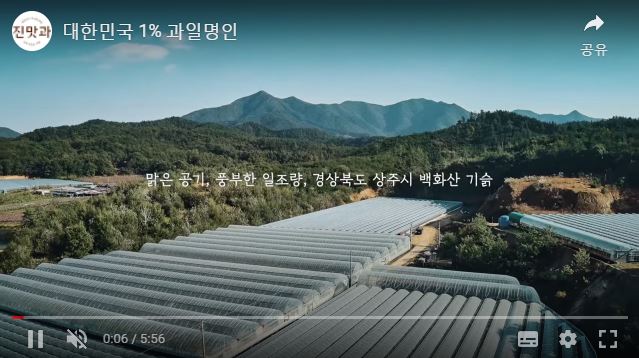 진맛과
대한민국 1% 과일명인
공유
맑은 공기, 풍부한 일조량, 경상북도 상주시 백화산 기슭
0:06 / 5:56